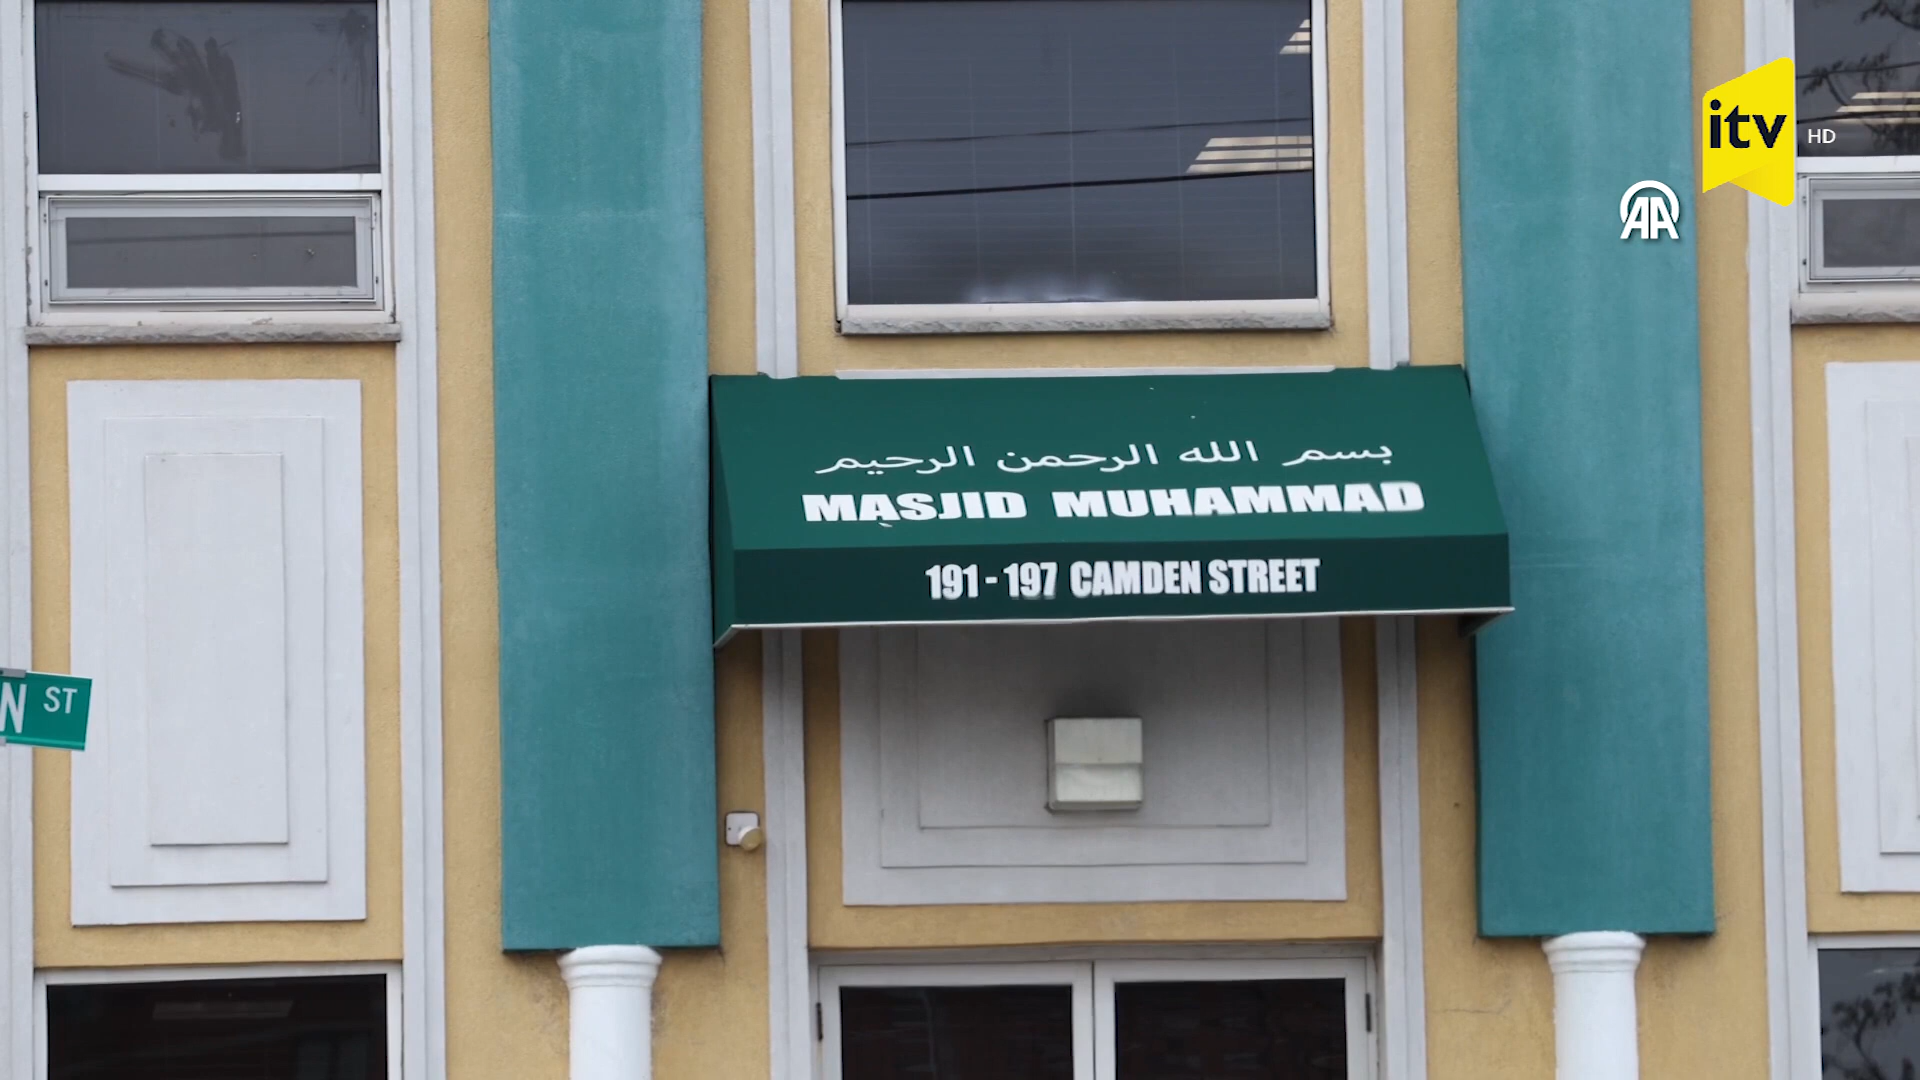 itv HD
AA
بسم الله الرحمن الرحيم
MASJID MUHAMMAD
191 - 197 CAMDEN STREET
N ST